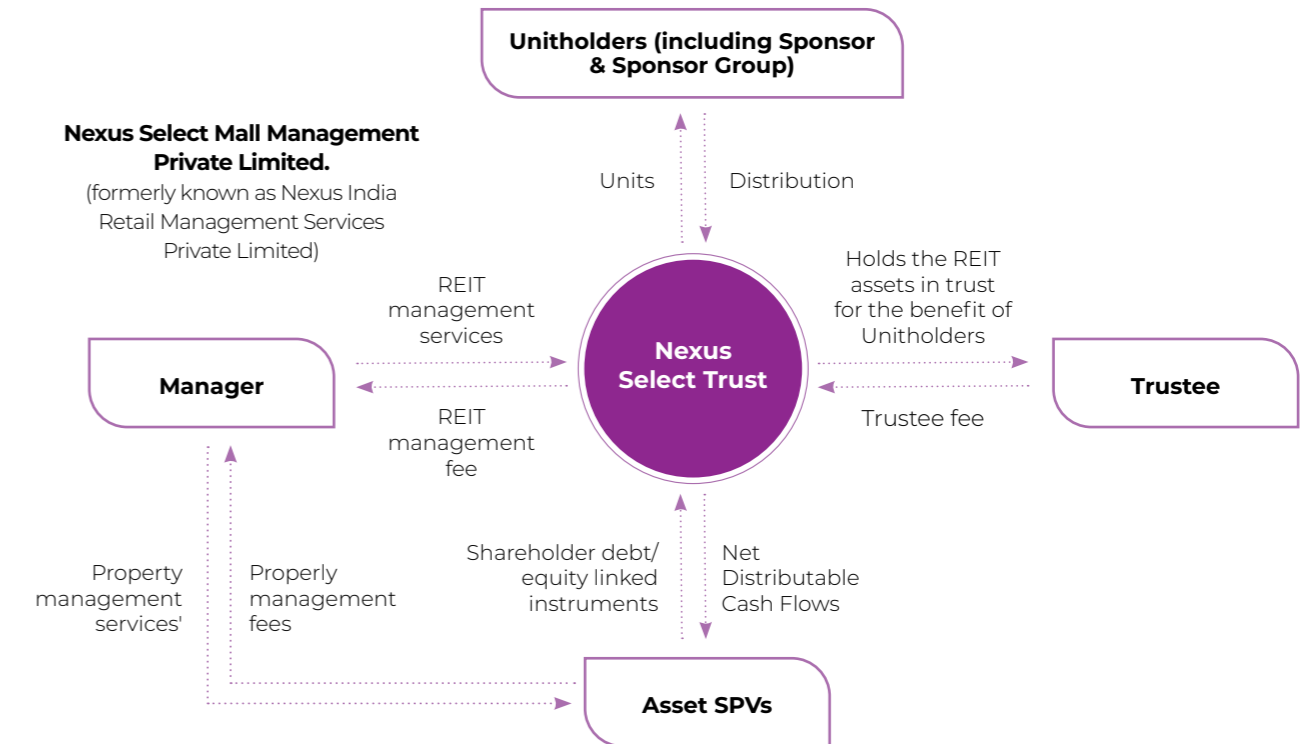 Unitholders (including Sponsor
& Sponsor Group)
Nexus Select Mall Management
Private Limited.
(formerly known as Nexus India
Retail Management Services
Private Limited)
Units
Distribution
REIT
management
services
Holds the REIT
assets in trust
for the benefit of
Unitholders
Manager
Nexus
Select Trust
Trustee
REIT
management
fee
Trustee fee
Property
management
services'
Properly
management
fees
Shareholder debt/
equity linked
instruments
Net
Distributable
Cash Flows
Asset SPVs